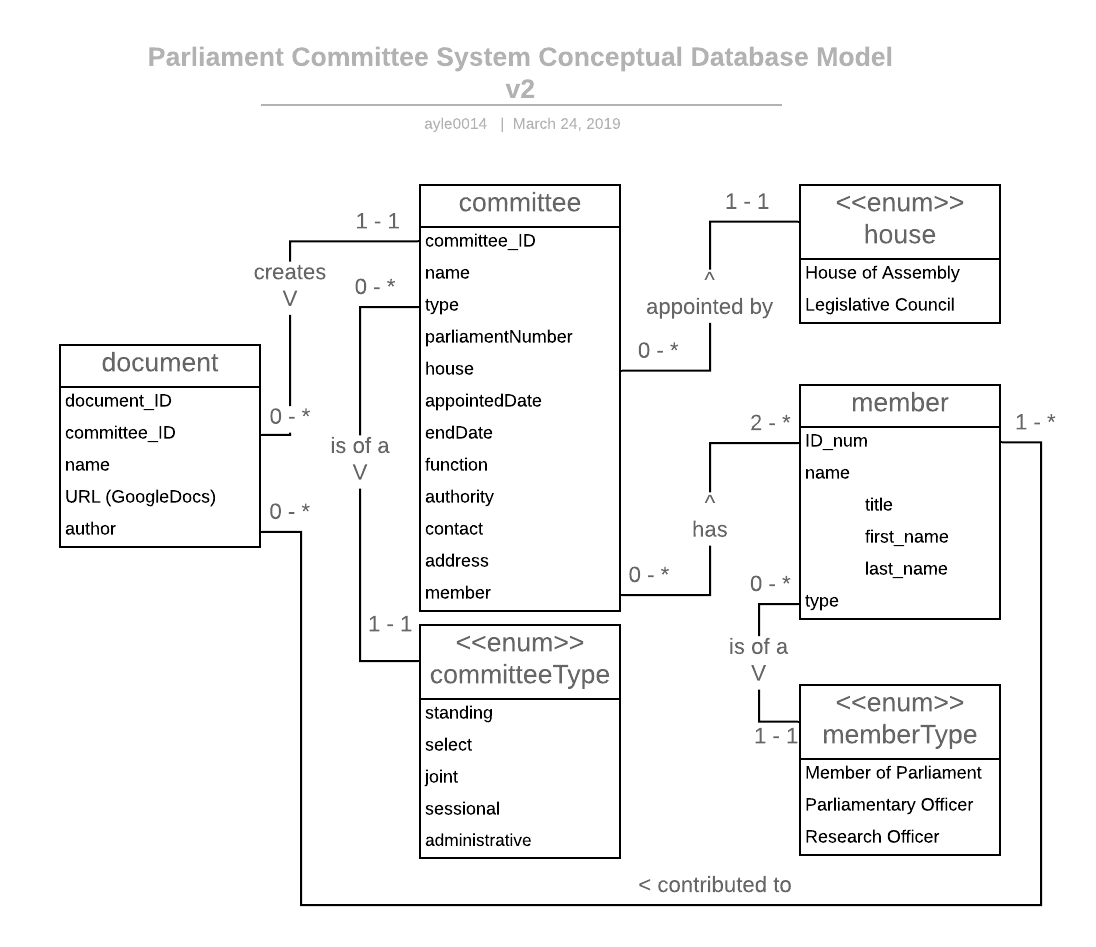 Parliament Committee System Conceptual Database Model
v2
ayle0014 | March 24, 2019
document
document_ID
committee_ID
name
URL (GoogleDocs)
author
1 - 1
creates
V
0 - *
0 - *
0 - *
is of a
V
1 - 1
committee
committee_ID
name
type
parliamentNumber
house
appointedDate
endDate
function
authority
contact
address
member
<<enum>>
committeeType
standing
select
joint
sessional
administrative
1 - 1
^
appointed by
0 - *
2 - *
^
has
0 - *
<<enum>>
house
House of Assembly
Legislative Council
member
ID_num
name
title
first_name
last_name
type
1 - *
0 - *
is of a
V
1 - 1
<<enum>>
memberType
Member of Parliament
Parliamentary Officer
Research Officer
< contributed to